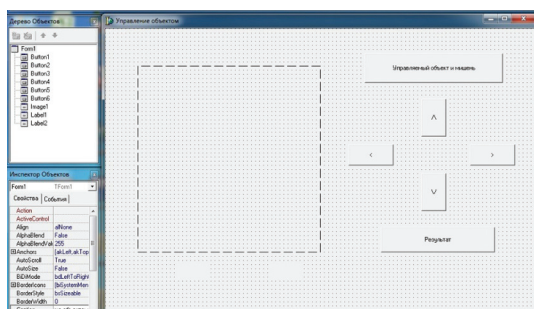 Дерево Объектов
Form1
Button1
Button2
Button3
Button4
Button5
Button6
Image1
Label1
Label2
Инспектор Объектов
Form1 TForm1
Свойства События
Action
ActiveControl
Align alNone
AlphaBlend False
AlphaBlendVal 255
Anchors [akLeft,akTop
AutoScroll True
AutoSize False
BiDiMode bdLeftToRigh
BorderIcons [biSystemMen
BorderStyle bsSizeable
BorderWidth 0
Управление объектом
Управляемый объект и мишень
^
< >
v
Результат